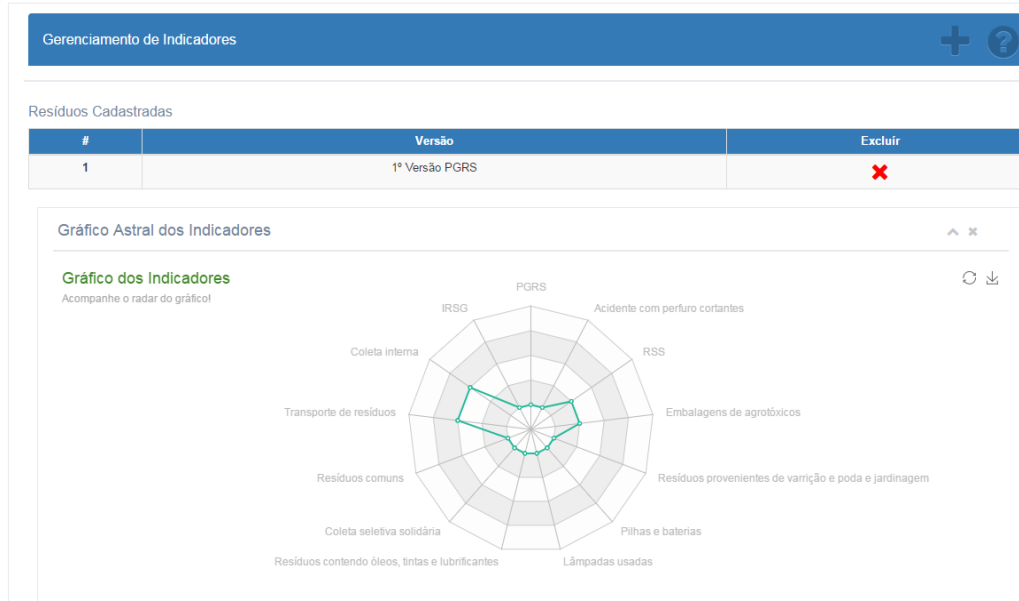 Gerenciamento de Indicadores
Resíduos Cadastradas
# Versão Excluír
1 1º Versão PGRS
Gráfico Astral dos Indicadores
Gráfico dos Indicadores
Acompanhe o radar do gráfico!
PGRS
IRSG
Acidente com perfuro cortantes
Coleta interna
RSS
Transporte de resíduos
Embalagens de agrotóxicos
Resíduos comuns
Resíduos provenientes de varrição e poda e jardinagem
Coleta seletiva solidária
Pilhas e baterias
Resíduos contendo óleos, tintas e lubrificantes
Lâmpadas usadas